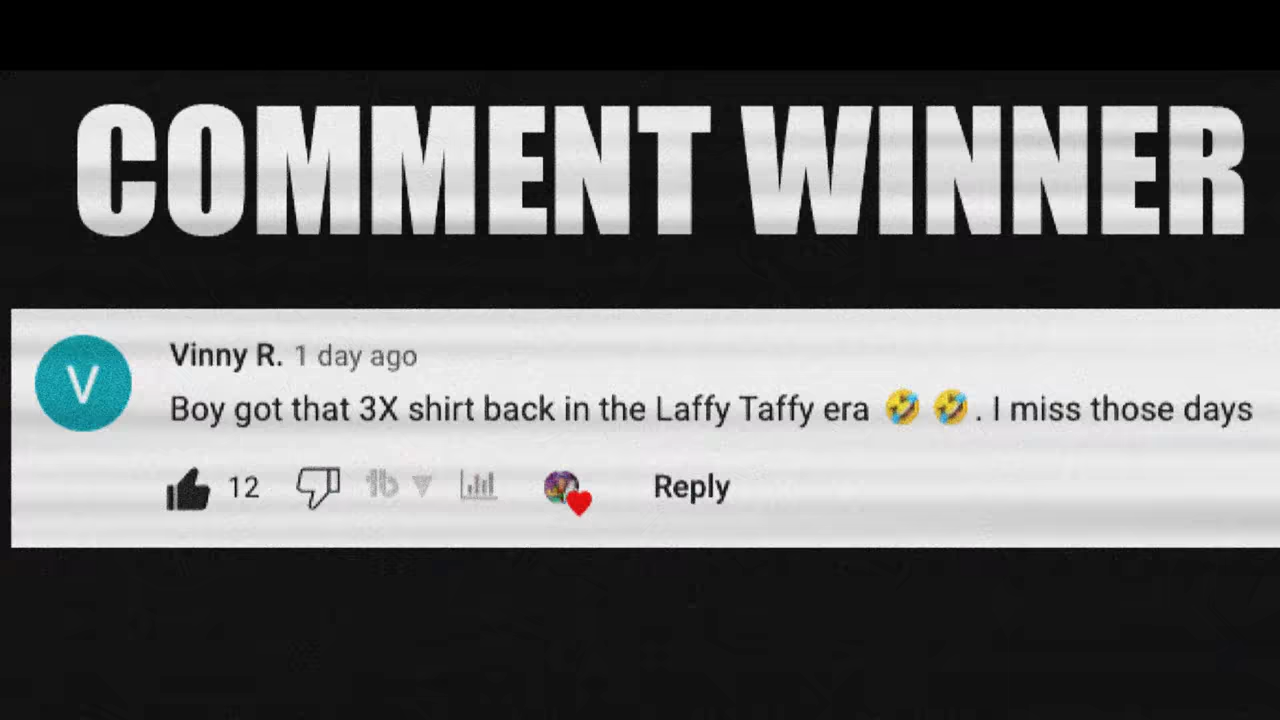 COMMENT WINNER
V
Vinny R. 1 day ago
Boy got that 3X shirt back in the Laffy Taffy era 🤣 🤣. I miss those days
12 tb Reply